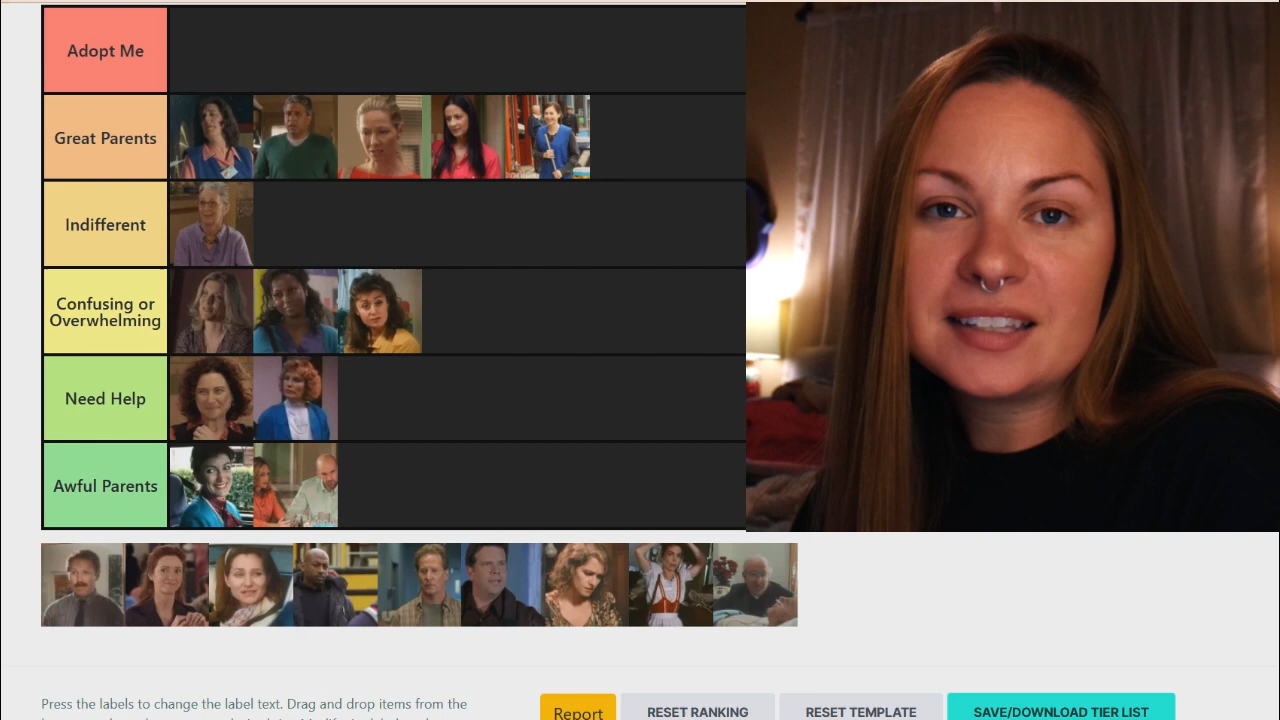 Adopt Me
Great Parents
Indifferent
Confusing or
Overwhelming
Need Help
Awful Parents
Press the labels to change the label text. Drag and drop items from the
Report
RESET RANKING
RESET TEMPLATE
SAVE/DOWNLOAD TIER LIST